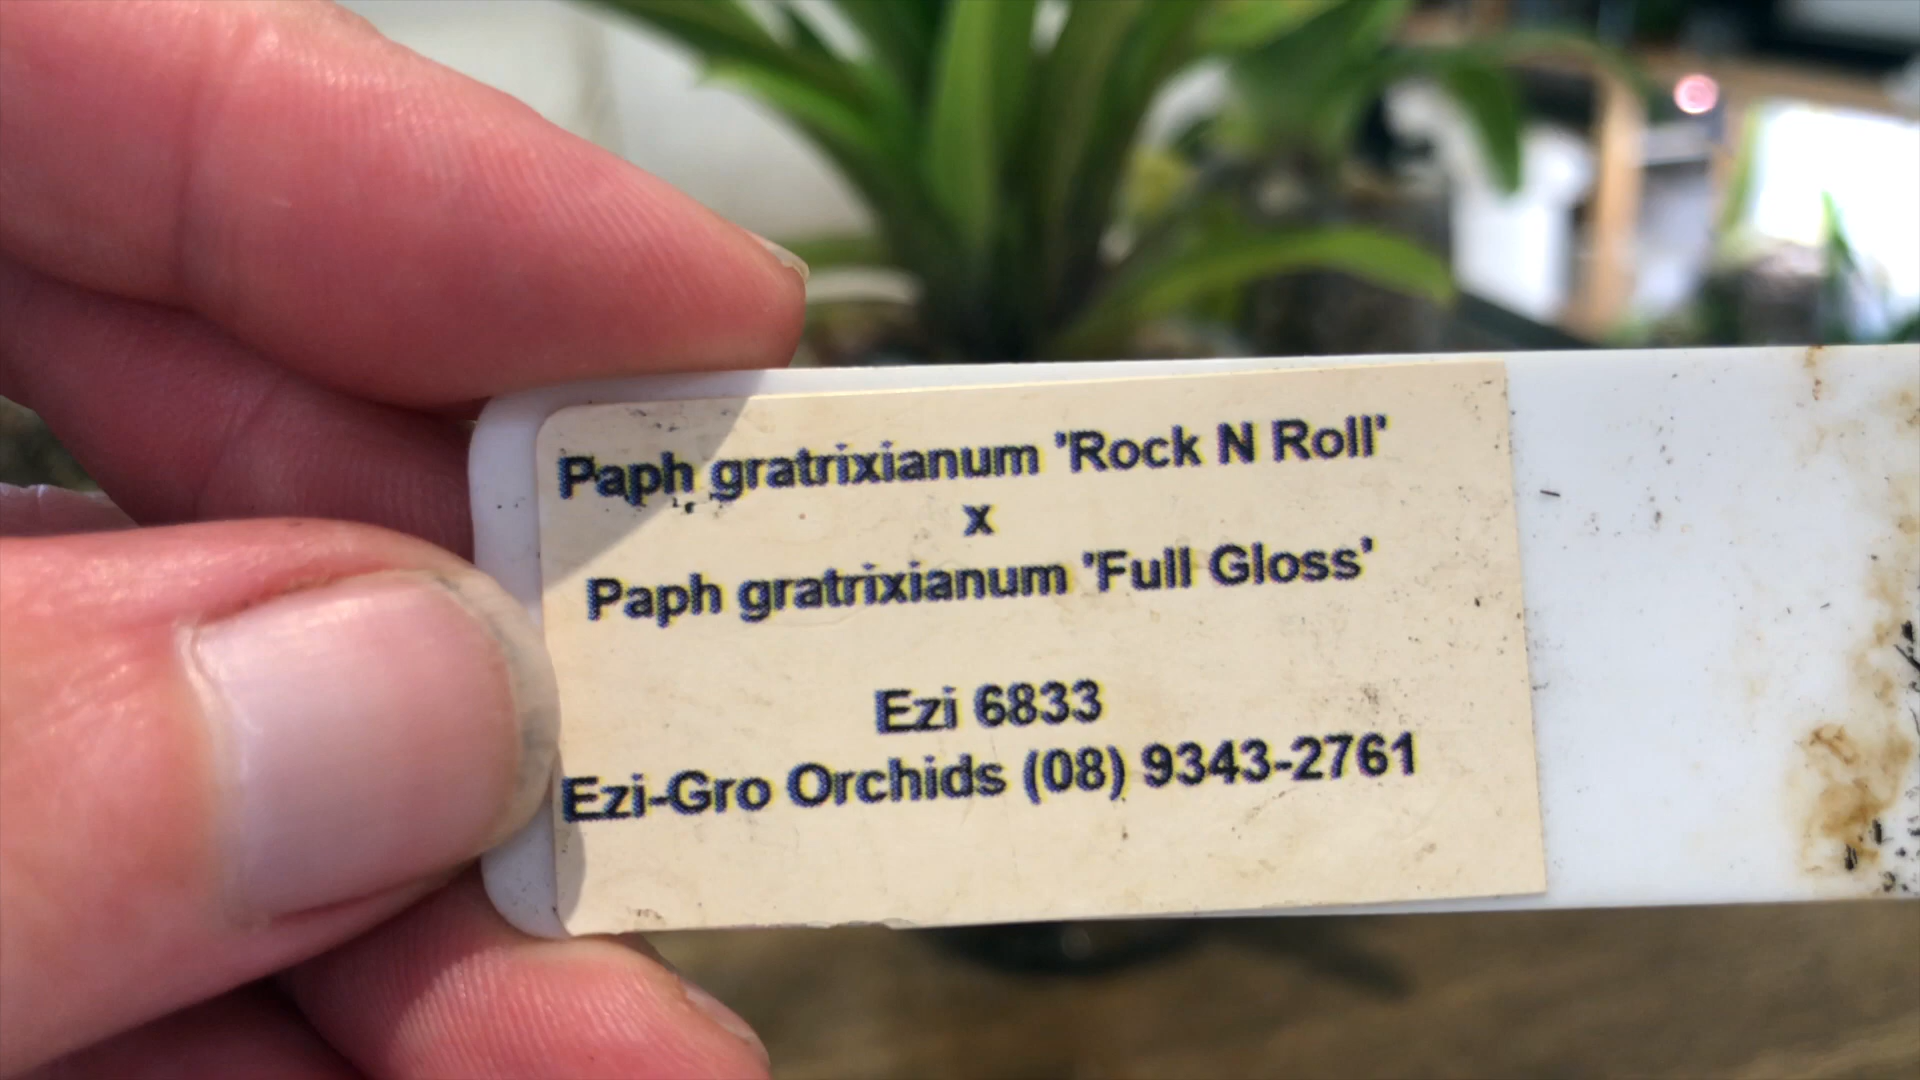 Paph gratrixianum 'Rock N Roll'
x
Paph gratrixianum 'Full Gloss'
Ezi 6833
Ezi-Gro Orchids (08) 9343-2761